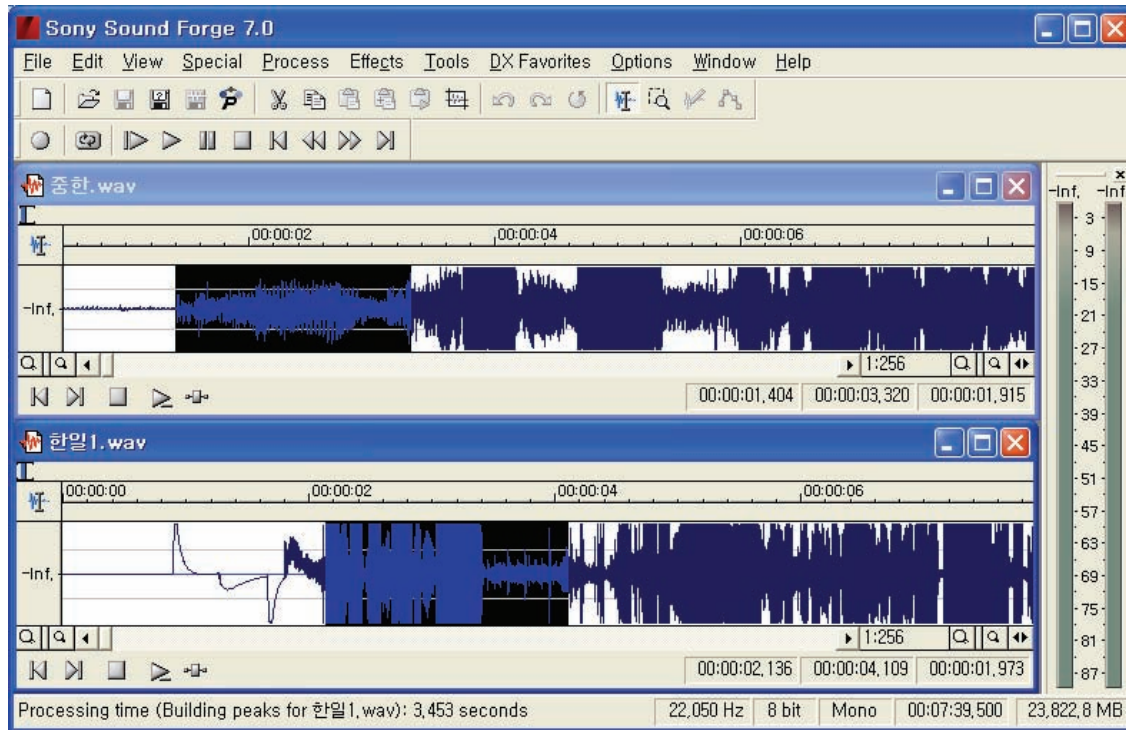 Sony Sound Forge 7.0
File Edit View Special Process Effects Tools DX Favorites Options Window Help
중한.wav
00:00:02 00:00:04 00:00:06
-Inf.
1:256
00:00:01,404 00:00:03,320 00:00:01,915
한일1.wav
00:00:00 00:00:02 00:00:04 00:00:06
-Inf.
1:256
00:00:02,136 00:00:04,109 00:00:01,973
-Inf. -Inf
3
9
15
21
27
33
39
45
51
57
63
69
75
81
87
Processing time (Building peaks for 한일1.wav): 3,453 seconds 22,050 Hz 8 bit Mono 00:07:39,500 23,822,8 MB